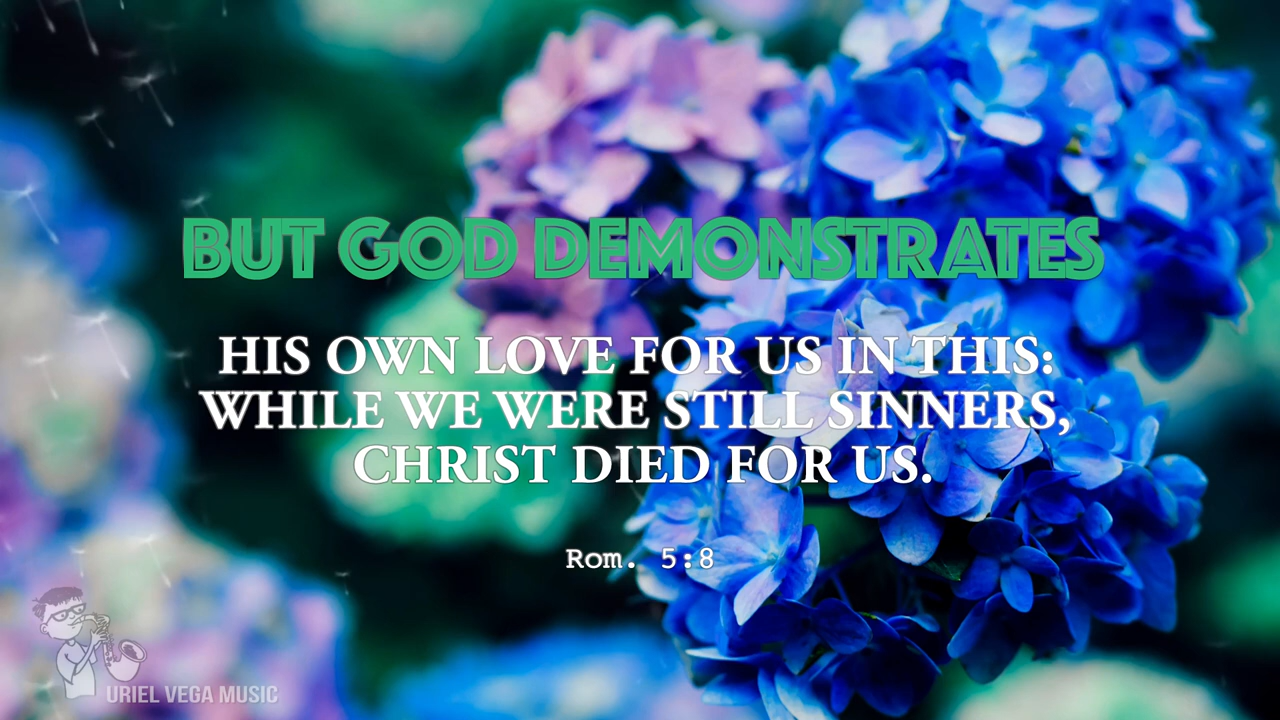 BUT GOD DEMONSTRATES
HIS OWN LOVE FOR US IN THIS:
WHILE WE WERE STILL SINNERS,
CHRIST DIED FOR US.
Rom. 5:8
URIEL VEGA MUSIC